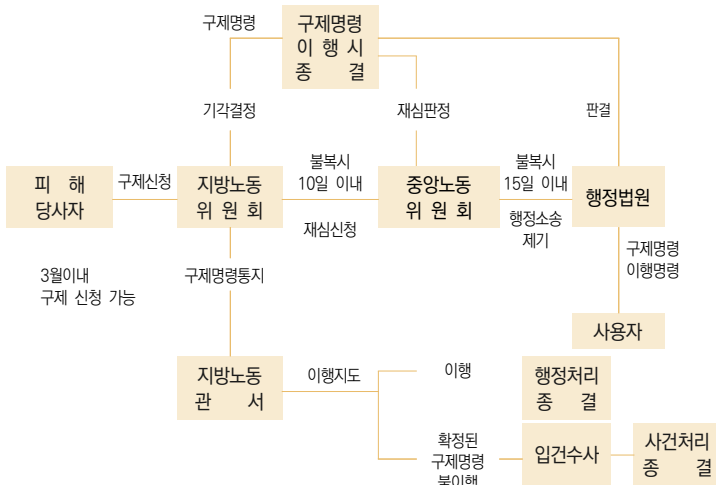 구제명령
구제명령
이 행 시
종 결
기각결정
재심판정
판결
피 해
당사자
구제신청
지방노동
위 원 회
불복시
10일 이내
재심신청
중앙노동
위 원 회
불복시
15일 이내
행정소송
제기
행정법원
3월이내
구제 신청 가능
구제명령통지
구제명령
이행명령
사용자
지방노동
관 서
이행지도
이행
행정처리
종 결
확정된
구제명령
불이행
입건수사
사건처리
종 결